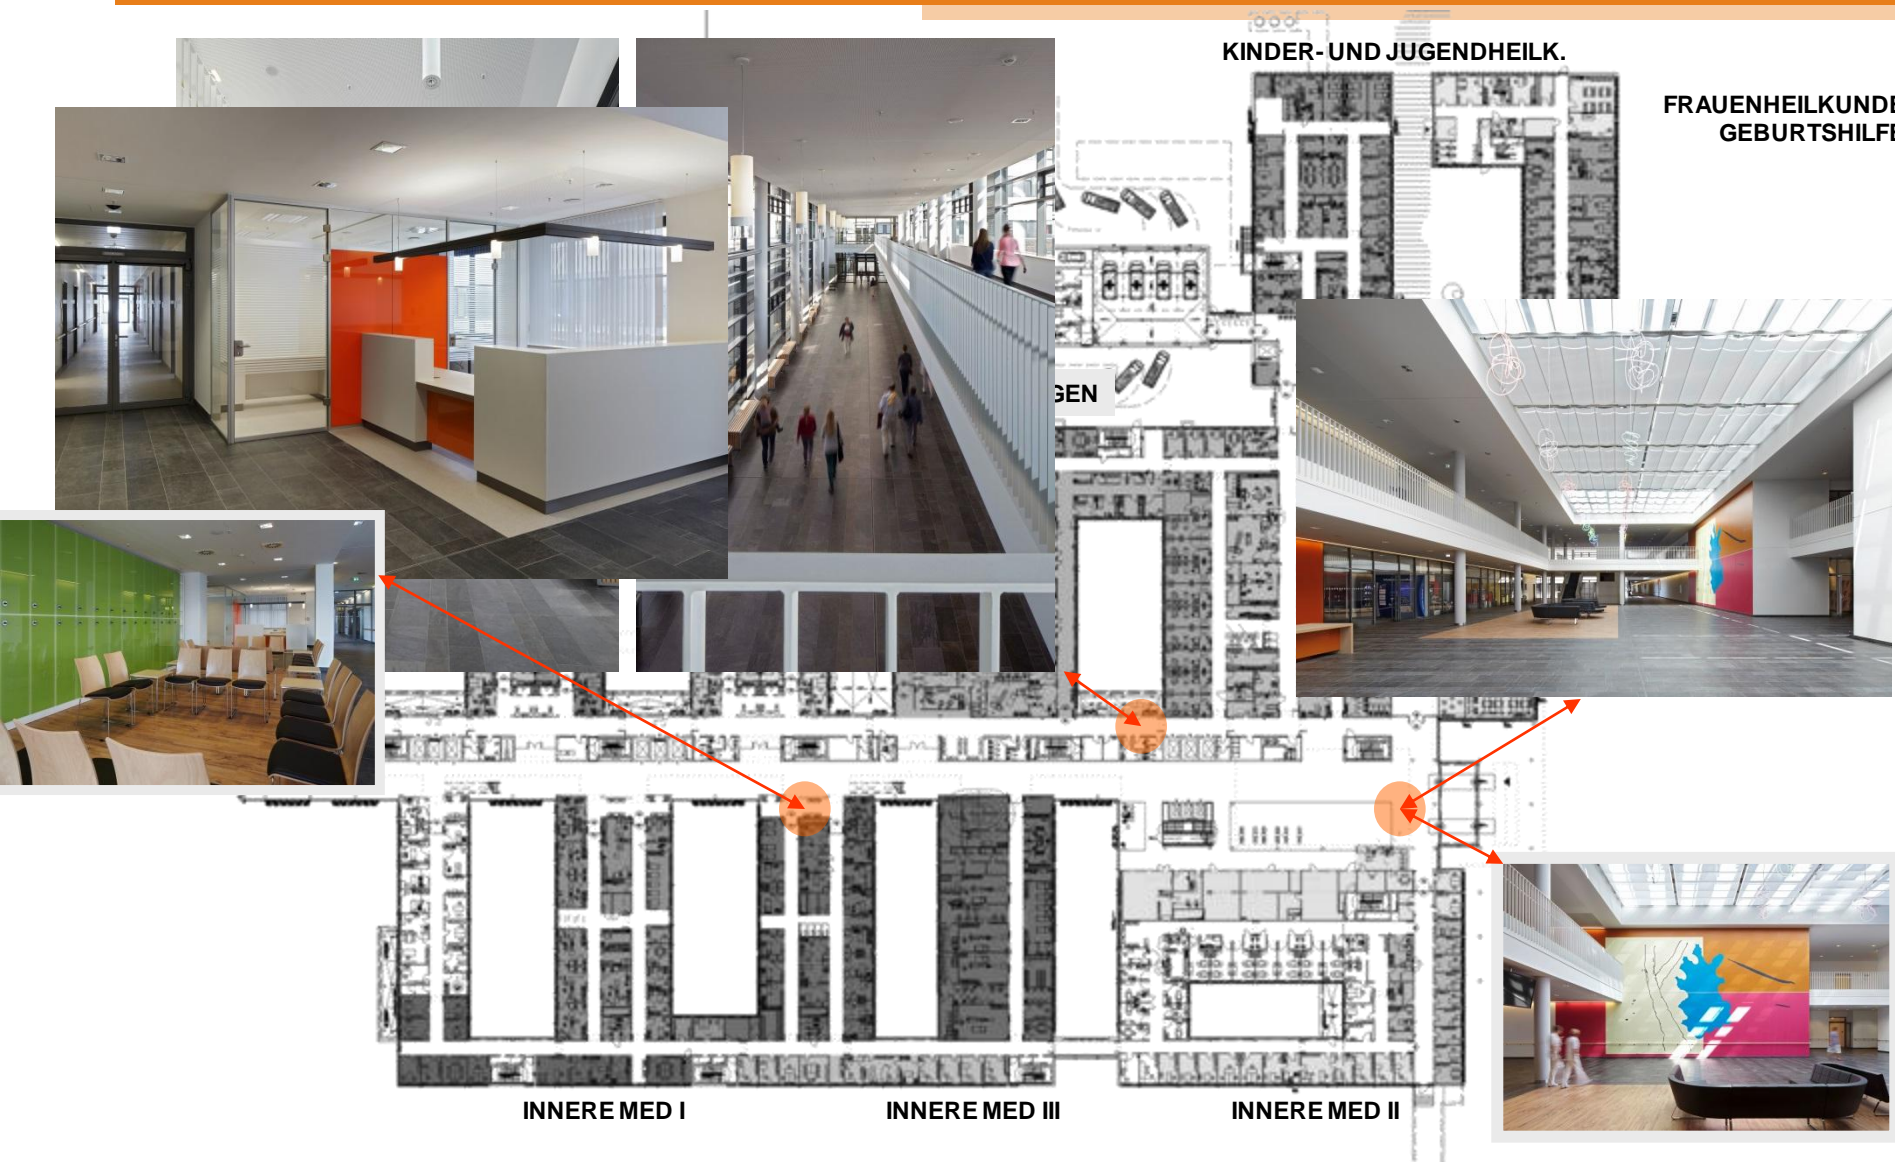 KINDER- UND JUGENDHEILK.
FRAUENHEILKUNDE
GEBURTSHILFE
GEN
INNERE MED I
INNERE MED III
INNERE MED II